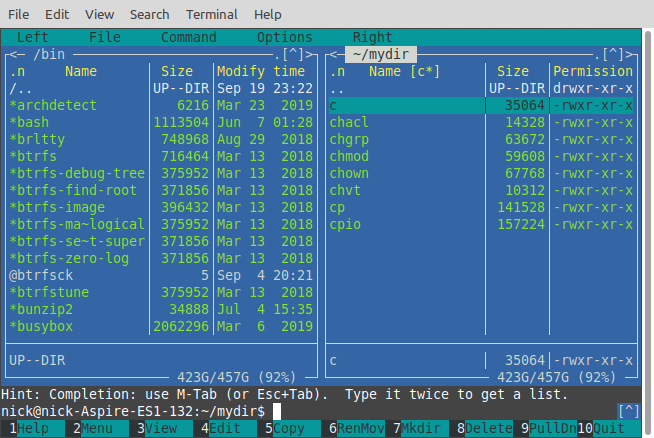 File Edit View Search Terminal Help
Left File Command Options Right
<— /bin .[^]> <— ~/mydir .[^]>
.n Name Size Modify time .n Name [c*] Size Permission
/.. UP--DIR Sep 19 23:22 .. UP--DIR drwxr-xr-x
*archdetect 6216 Mar 23 2019 c 35064 -rwxr-xr-x
*bash 1113504 Jun 7 01:28 chacl 14328 -rwxr-xr-x
*brltty 748968 Aug 29 2018 chgrp 63672 -rwxr-xr-x
*btrfs 716464 Mar 13 2018 chmod 59608 -rwxr-xr-x
*btrfs-debug-tree 375952 Mar 13 2018 chown 67768 -rwxr-xr-x
*btrfs-find-root 371856 Mar 13 2018 chvt 10312 -rwxr-xr-x
*btrfs-image 396432 Mar 13 2018 cp 141528 -rwxr-xr-x
*btrfs-ma~logical 375952 Mar 13 2018 cpio 157224 -rwxr-xr-x
*btrfs-se~t-super 371856 Mar 13 2018
*btrfs-zero-log 371856 Mar 13 2018
@btrfsck 5 Sep 4 20:21
*btrfstune 375952 Mar 13 2018
*bunzip2 34888 Jul 4 15:35
*busybox 2062296 Mar 6 2019
UP--DIR c 35064 -rwxr-xr-x
423G/457G (92%) 423G/457G (92%)
Hint: Completion: use M-Tab (or Esc+Tab). Type it twice to get a list.
nick@nick-Aspire-ES1-132:~/mydir$ [^]
1Help 2Menu 3View 4Edit 5Copy 6RenMov 7Mkdir 8Delete 9PullDn 10Quit